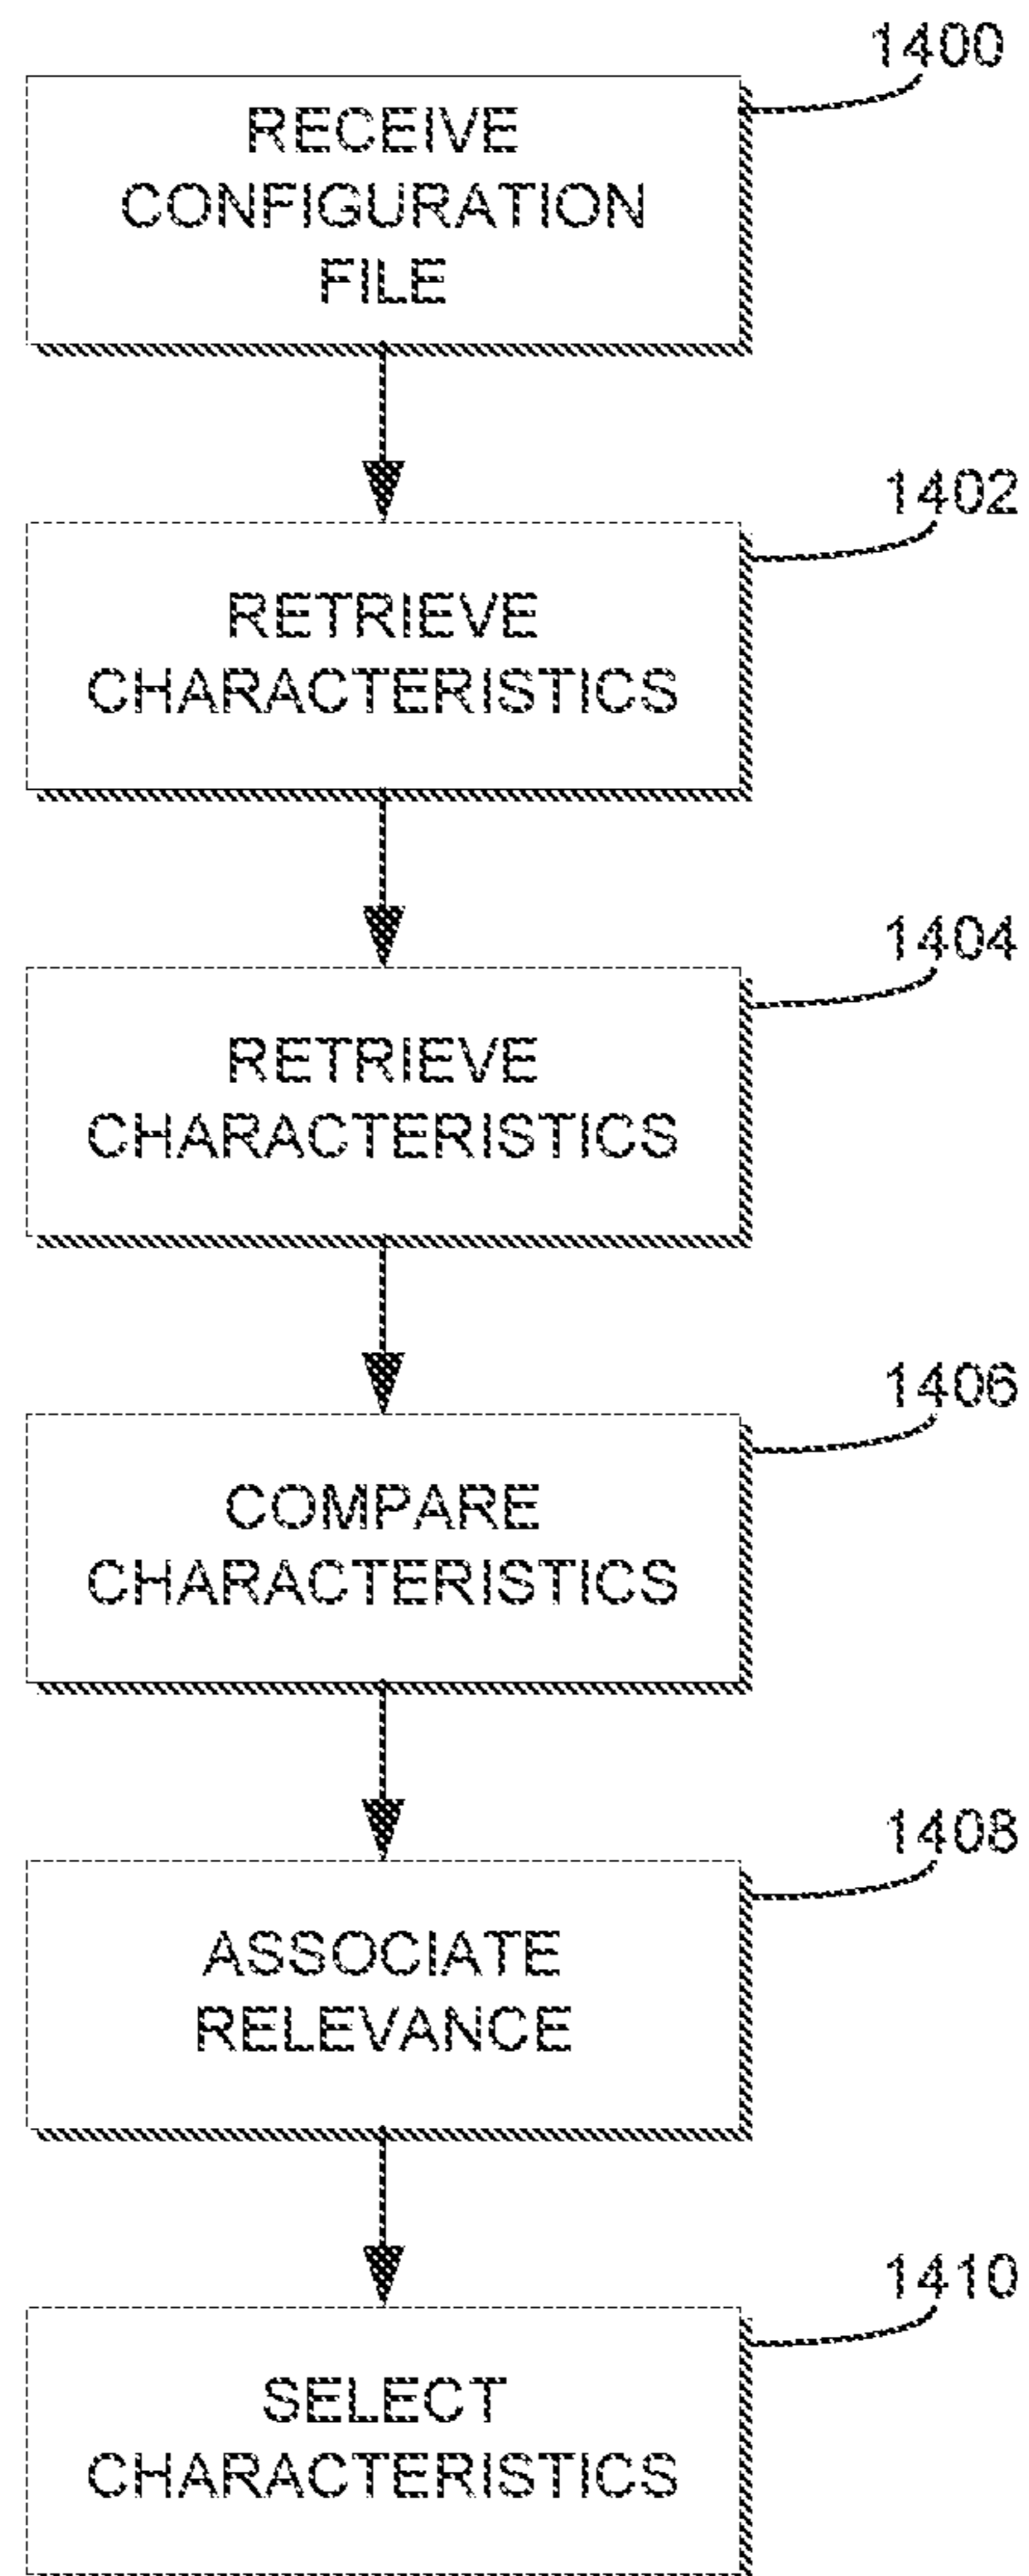 1400
RECEIVE
CONFIGURATION
FILE
1402
RETRIEVE
CHARACTERISTICS
1404
RETRIEVE
CHARACTERISTICS
1406
COMPARE
CHARACTERISTICS
1408
ASSOCIATE
RELEVANCE
1410
SELECT
CHARACTERISTICS